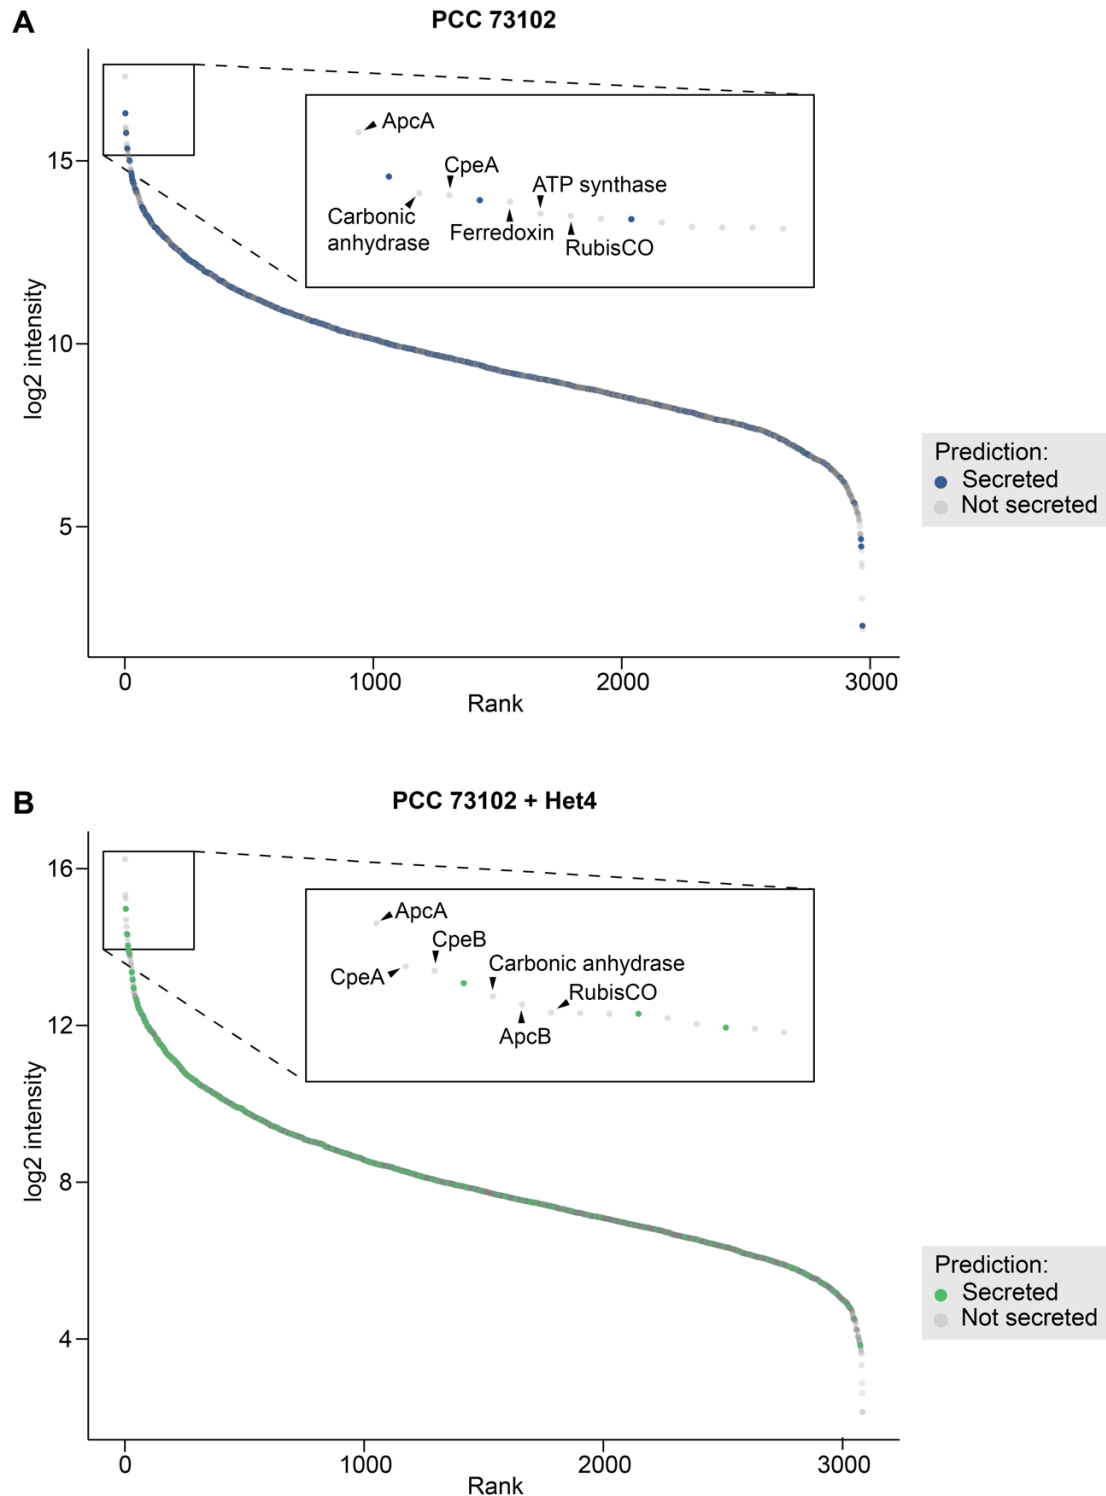 A
PCC 73102
ApcA
CpeA
ATP synthase
Carbonic
anhydrase
Ferredoxin
RubisCO
15
10
5
log2 intensity
0
1000
2000
3000
Rank
Prediction:
Secreted
Not secreted
B
PCC 73102 + Het4
ApcA
CpeB
CpeA
Carbonic anhydrase
RubisCO
ApcB
16
12
8
4
log2 intensity
0
1000
2000
3000
Rank
Prediction:
Secreted
Not secreted